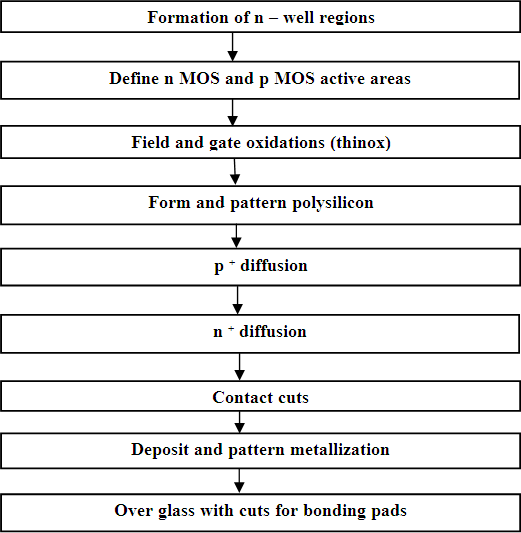 Formation of n – well regions
Define n MOS and p MOS active areas
Field and gate oxidations (thinox)
Form and pattern polysilicon
p ⁺ diffusion
n ⁺ diffusion
Contact cuts
Deposit and pattern metallization
Over glass with cuts for bonding pads